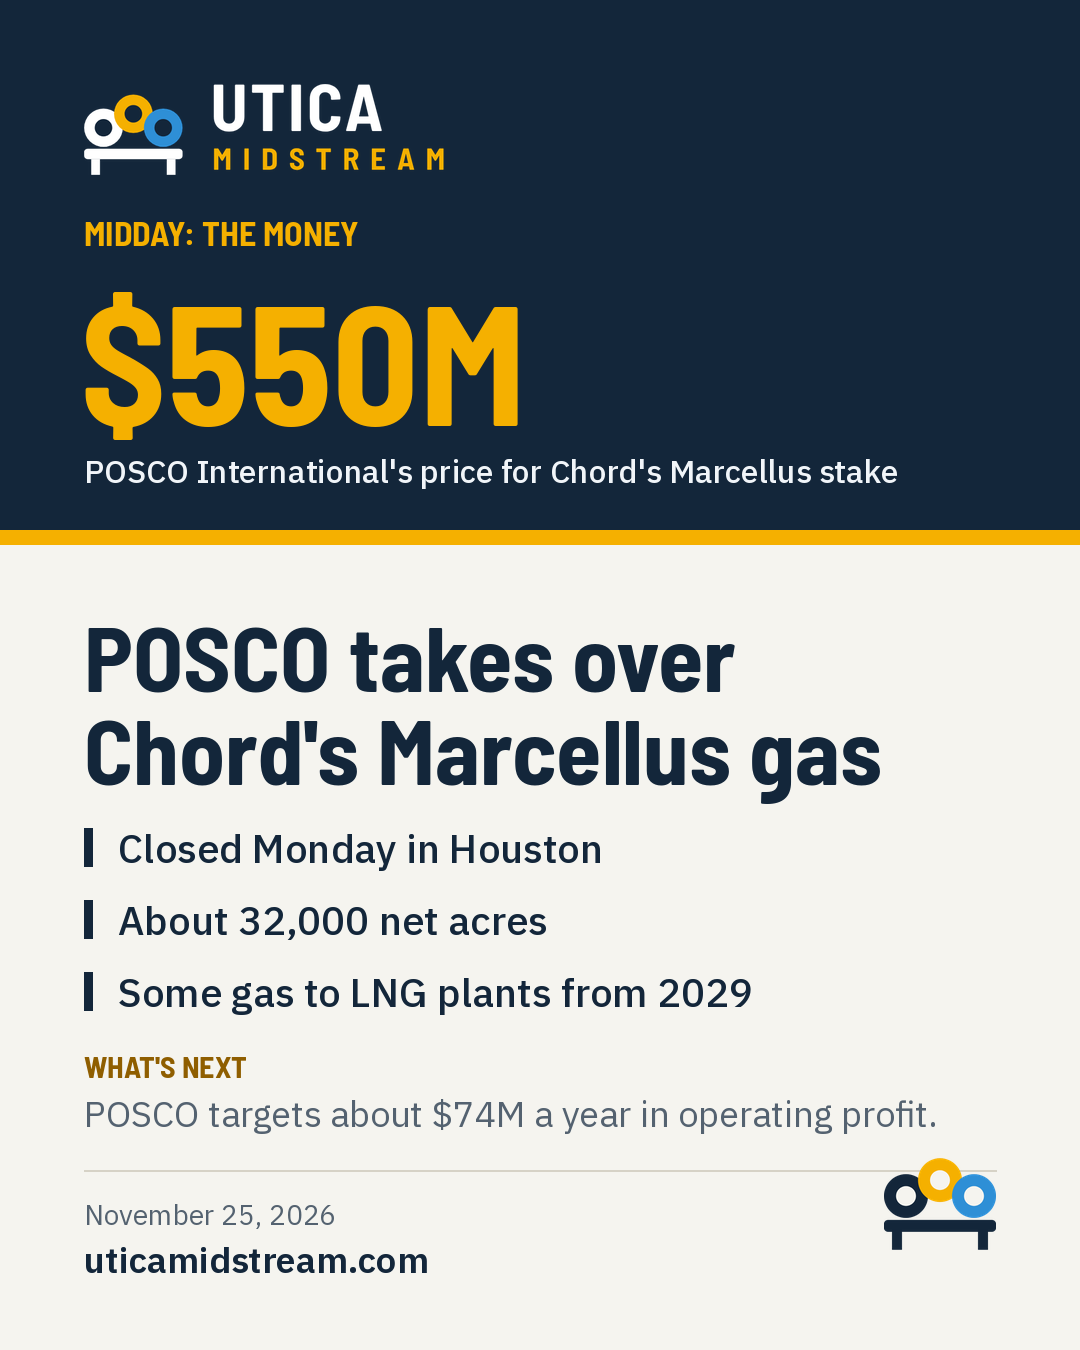 UTICA
MIDSTREAM
MIDDAY: THE MONEY
$550M
POSCO International's price for Chord's Marcellus stake
POSCO takes over
Chord's Marcellus gas
Closed Monday in Houston
About 32,000 net acres
Some gas to LNG plants from 2029
WHAT'S NEXT
POSCO targets about $74M a year in operating profit.
November 25, 2026
uticamidstream.com